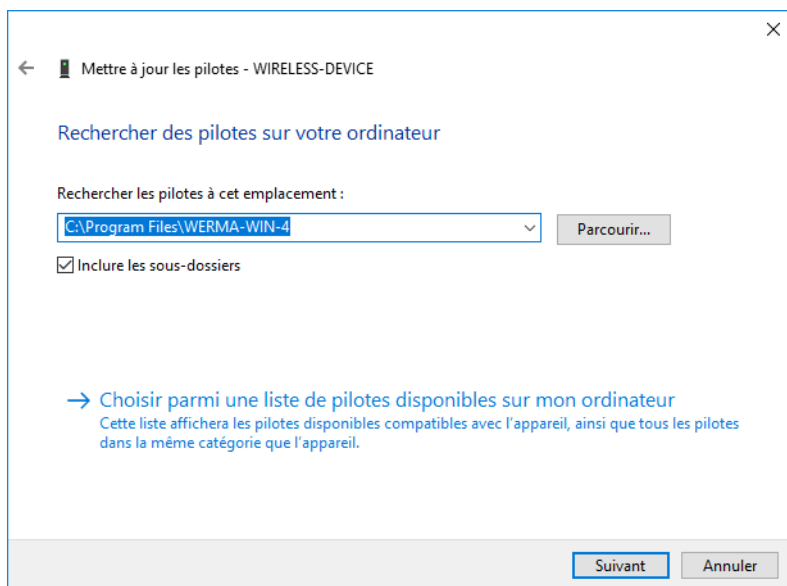 Mettre à jour les pilotes - WIRELESS-DEVICE
Rechercher des pilotes sur votre ordinateur
Rechercher les pilotes à cet emplacement :
C:\Program Files\WERMA-WIN-4
Parcourir...
Inclure les sous-dossiers
Choisir parmi une liste de pilotes disponibles sur mon ordinateur
Cette liste affichera les pilotes disponibles compatibles avec l'appareil, ainsi que tous les pilotes
dans la même catégorie que l'appareil.
Suivant
Annuler